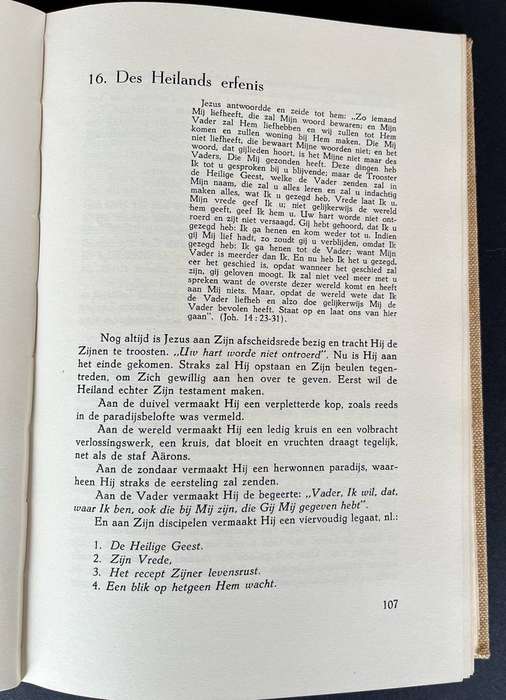 16. Des Heilands erfenis
Jezus antwoordde en zeide tot hem: „Zo iemand
Mij liefheeft, die zal Mijn woord bewaren; en Mijn
Vader zal Hem liefhebben en wij zullen tot Hem
komen en zullen woning bij Hem maken. Die Mij
niet liefheeft, die bewaart Mijne woorden niet; en het
woord, dat gijlieden hoort, is het Mijne niet maar des
Vaders, Die Mij gezonden heeft. Deze dingen heb
Ik tot u gesproken bij u blijvende; maar de Trooster
de Heilige Geest, welke de Vader zenden zal in
Mijn naam, die zal u alles leren en zal u indachtig
maken alles, wat Ik u gezegd heb. Vrede laat Ik u,
Mijn vrede geef Ik u; niet gelijkerwijs de wereld
hem geeft, geef Ik hem u. Uw hart worde niet ont-
roerd en zijt niet versaagd. Gij hebt gehoord, dat Ik u
gezegd heb: Ik ga henen en kom weder tot u. Indien
gij Mij lief hadt, zo zoudt gij u verblijden, omdat Ik
gezegd heb: Ik ga henen tot de Vader; want Mijn
Vader is meerder dan Ik. En nu heb Ik het u gezegd,
eer het geschied is, opdat wanneer het geschied zal
zijn, gij geloven moogt. Ik zal niet veel meer met u
spreken want de overste dezer wereld komt en heeft
aan Mij niets. Maar, opdat de wereld wete dat Ik
de Vader liefheb en alzo doe gelijkerwijs Mij de
Vader bevolen heeft. Staat op en laat ons van hier
gaan”. (Joh. 14 : 23-31).
Nog altijd is Jezus aan Zijn afscheidsrede bezig en tracht Hij de
Zijnen te troosten. „Uw hart worde niet ontroerd”. Nu is Hij aan
het einde gekomen. Straks zal Hij opstaan en Zijn beulen tegen-
treden, om Zich gewillig aan hen over te geven. Eerst wil de
Heiland echter Zijn testament maken.
Aan de duivel vermaakt Hij een verpletterde kop, zoals reeds
in de paradijsbelofte was vermeld.
Aan de wereld vermaakt Hij een ledig kruis en een volbracht
verlossingswerk, een kruis, dat bloeit en vruchten draagt tegelijk,
net als de staf Aärons.
Aan de zondaar vermaakt Hij een herwonnen paradijs, waar-
heen Hij straks de eersteling zal zenden.
Aan de Vader vermaakt Hij de begeerte: „Vader, Ik wil, dat,
waar Ik ben, ook die bij Mij zijn, die Gij Mij gegeven heb”.
En aan Zijn discipelen vermaakt Hij een viervoudig legaat, nl.:
1. De Heilige Geest.
2. Zijn Vrede,
3. Het recept Zijner levensrust.
4. Een blik op hetgeen Hem wacht.
107